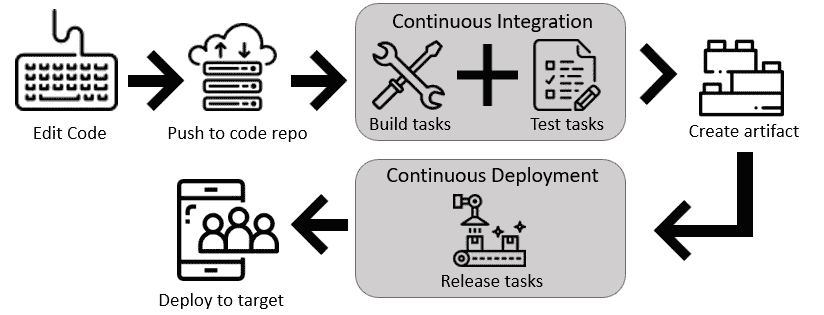 Continuous Integration
Edit Code
Push to code repo
Build tasks
Test tasks
Create artifact
Continuous Deployment
Release tasks
Deploy to target